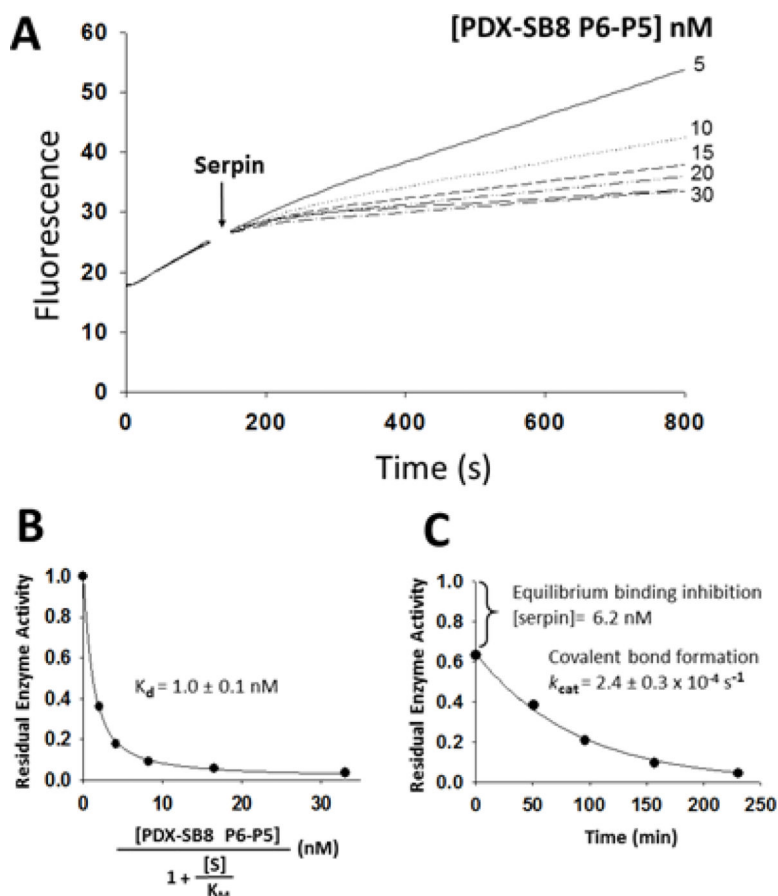 A
[PDX-SB8 P6-P5] nM
60
50
40
30
20
10
0
Fluorescence
Serpin
5
10
15
20
30
0 200 400 600 800
Time (s)
B
Residual Enzyme Activity
1.0
0.8
0.6
0.4
0.2
0.0
Kd = 1.0 ± 0.1 nM
0 10 20 30
[PDX-SB8 P6-P5]
1 + [S]
KM
(nM)
C
Residual Enzyme Activity
1.0
0.8
0.6
0.4
0.2
0.0
Equilibrium binding inhibition
[serpin]= 6.2 nM
Covalent bond formation
kcat = 2.4 ± 0.3 x 10⁻⁴ s⁻¹
0 50 100 150 200 250
Time (min)